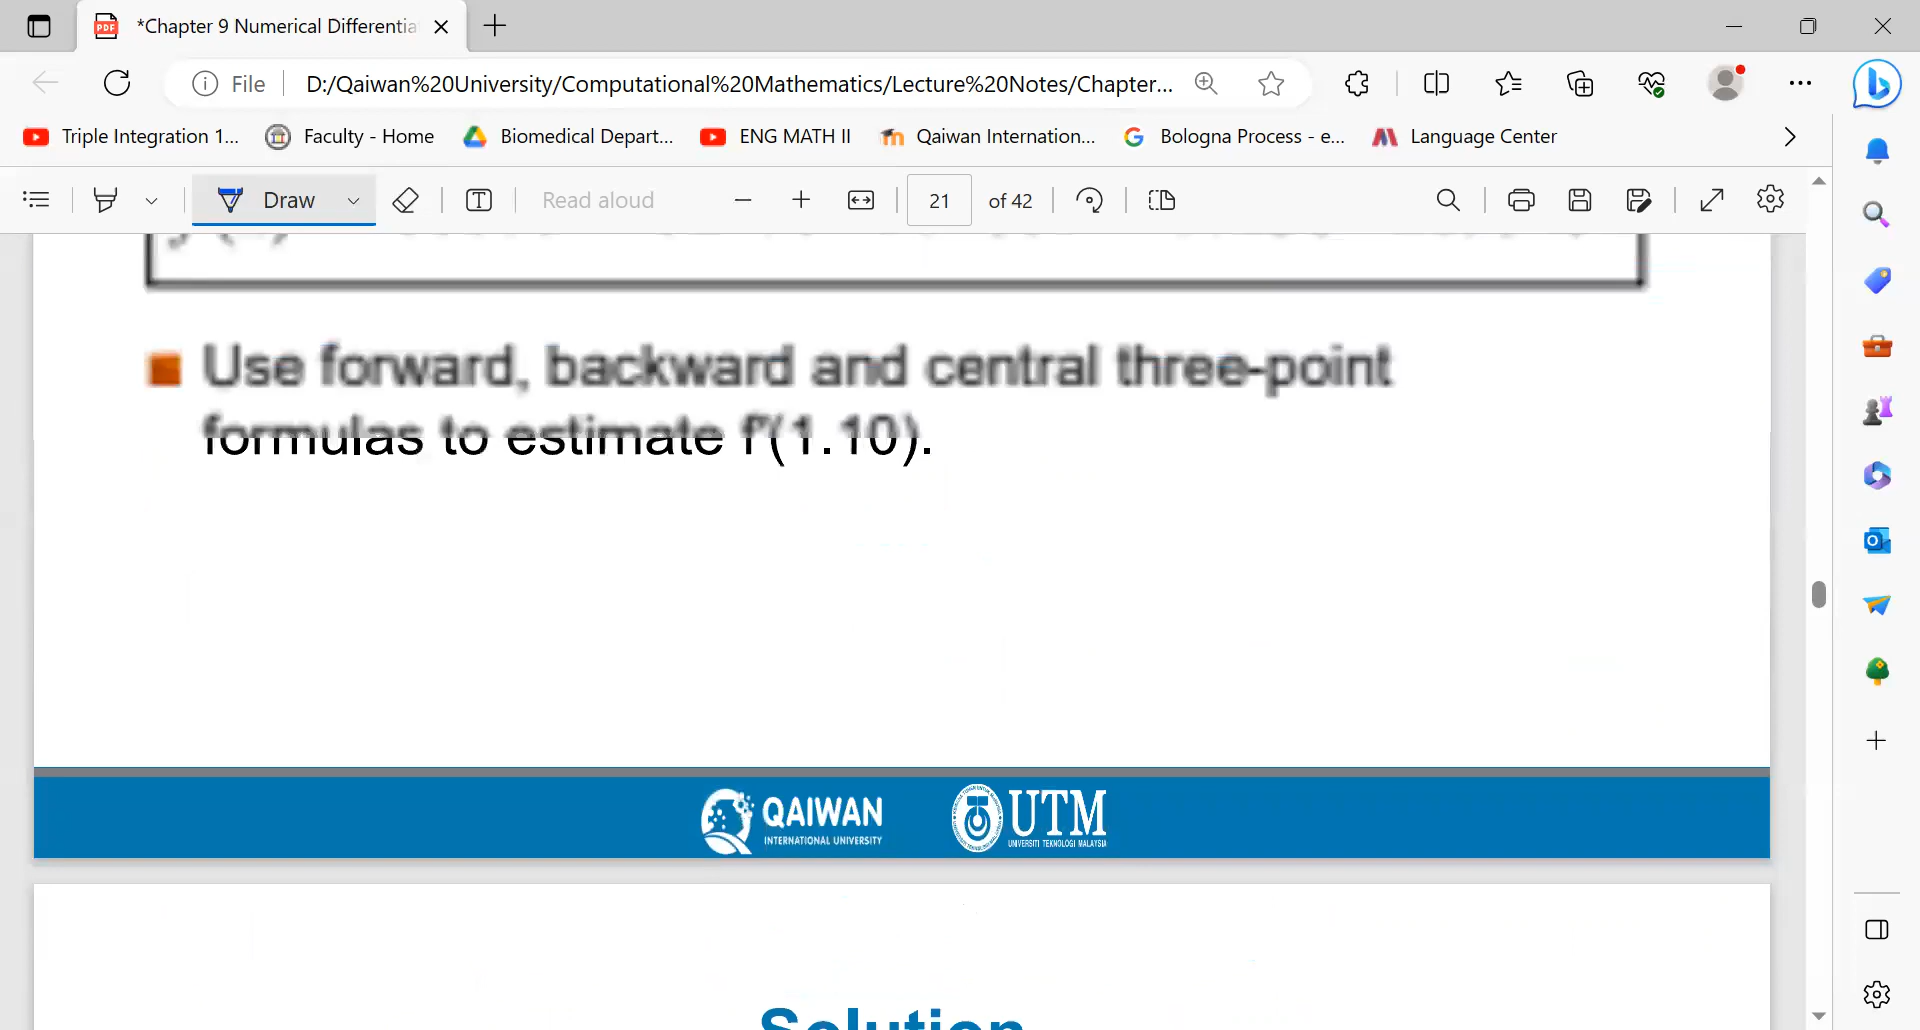 *Chapter 9 Numerical Differentia
File
D:/Qaiwan%20University/Computational%20Mathematics/Lecture%20Notes/Chapter...
Triple Integration 1...
Faculty - Home
Biomedical Depart...
ENG MATH II
Qaiwan Internation...
Bologna Process - e...
Language Center
Draw
Read aloud
21 of 42
Use forward, backward and central three-point
formulas to estimate f'(1.10).
QAIWAN
INTERNATIONAL UNIVERSITY
UTM
UNIVERSITI TEKNOLOGI MALAYSIA
Solution